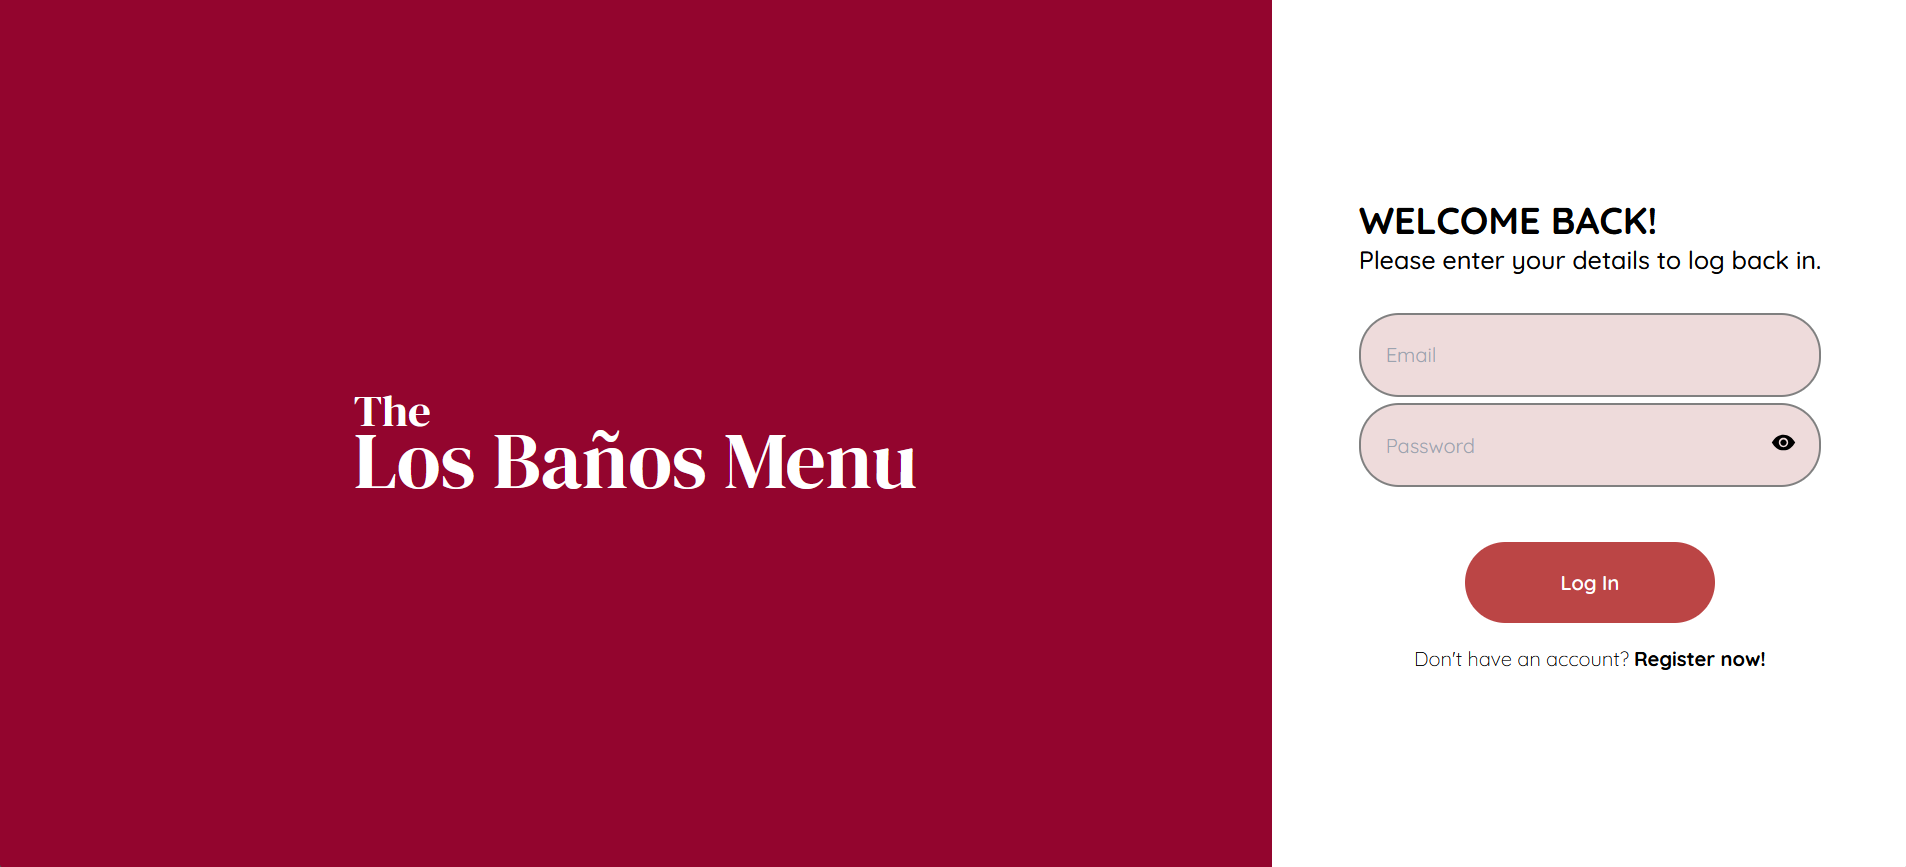 The
Los Baños Menu
WELCOME BACK!
Please enter your details to log back in.
Email
Password
Log In
Don't have an account? Register now!